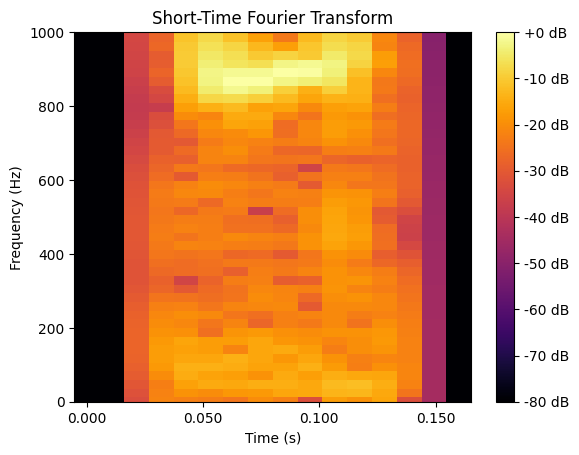 Short-Time Fourier Transform
1000
800
600
400
200
0
Frequency (Hz)
0.000
0.050
0.100
0.150
Time (s)
+0 dB
-10 dB
-20 dB
-30 dB
-40 dB
-50 dB
-60 dB
-70 dB
-80 dB